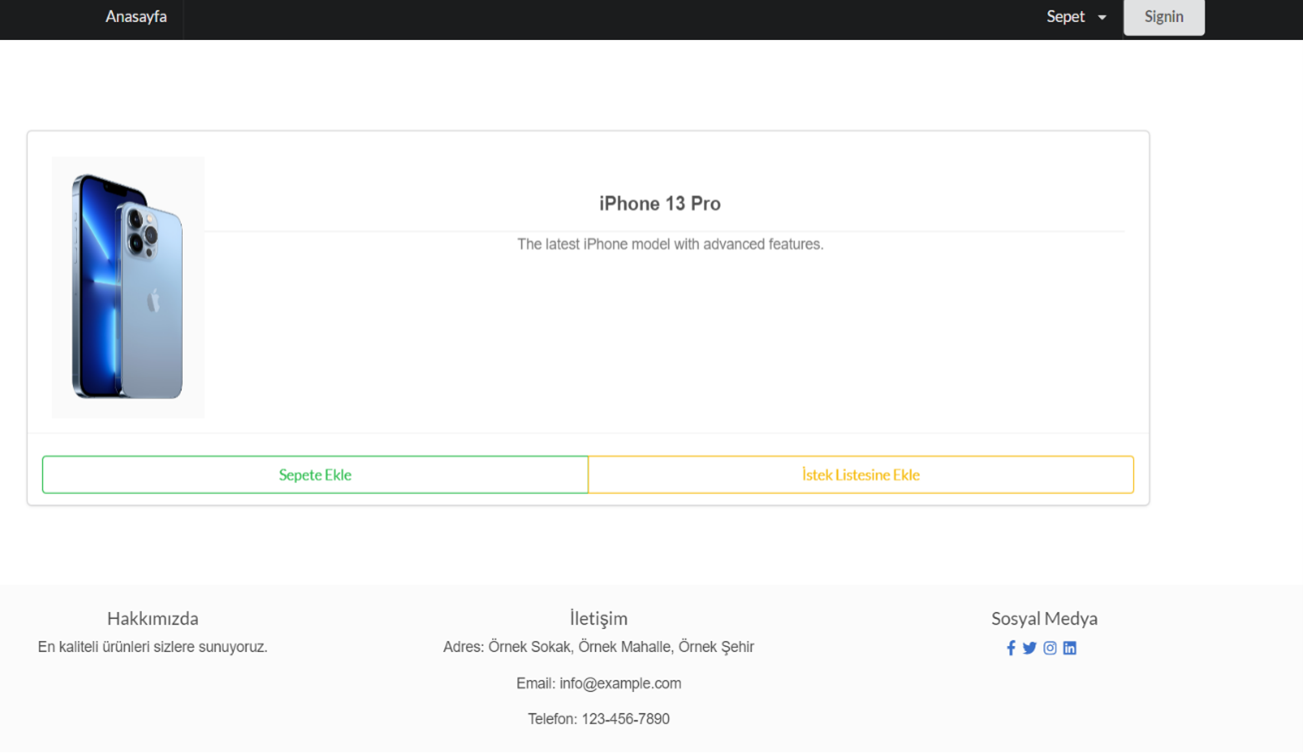 Anasayfa
Sepet
Signin
iPhone 13 Pro
The latest iPhone model with advanced features.
Sepete Ekle
İstek Listesine Ekle
Hakkımızda
En kaliteli ürünleri sizlere sunuyoruz.
İletişim
Adres: Örnek Sokak, Örnek Mahalle, Örnek Şehir
Email: info@example.com
Telefon: 123-456-7890
Sosyal Medya